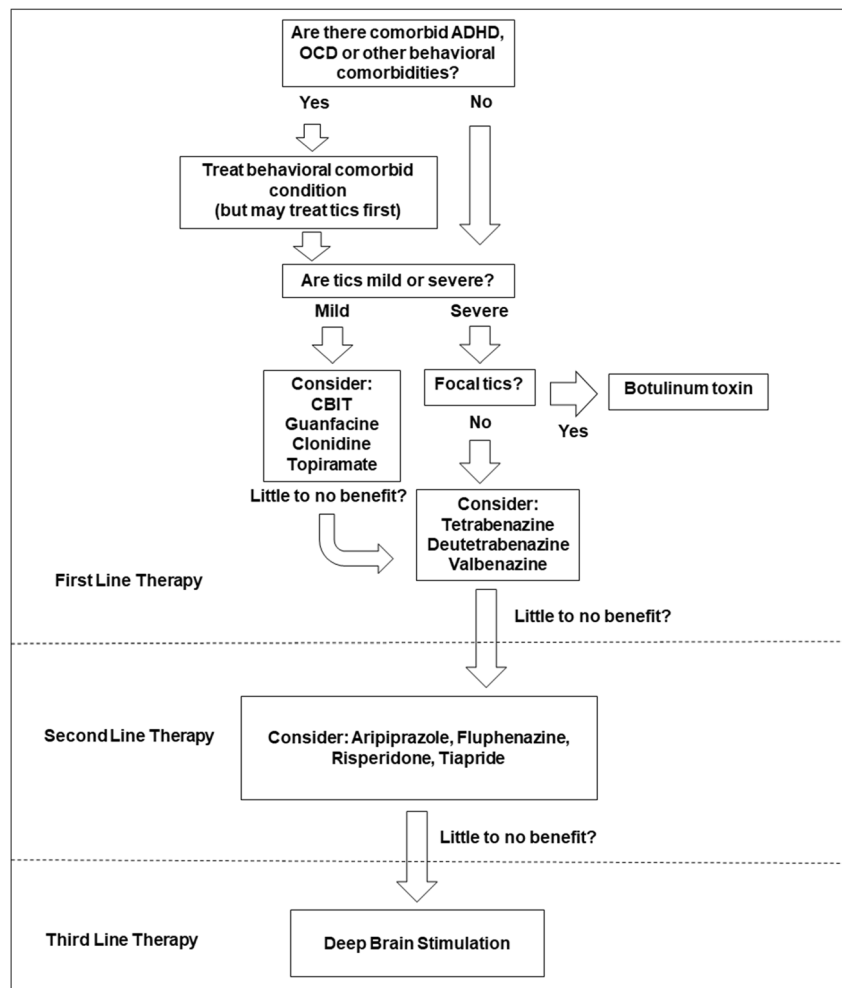 Are there comorbid ADHD,
OCD or other behavioral
comorbidities?
Yes
No
Treat behavioral comorbid
condition
(but may treat tics first)
Are tics mild or severe?
Mild
Severe
Consider:
CBIT
Guanfacine
Clonidine
Topiramate
Focal tics?
Botulinum toxin
No
Yes
Little to no benefit?
Consider:
Tetrabenazine
Deutetrabenazine
Valbenazine
First Line Therapy
Little to no benefit?
Second Line Therapy
Consider: Aripiprazole, Fluphenazine,
Risperidone, Tiapride
Little to no benefit?
Third Line Therapy
Deep Brain Stimulation